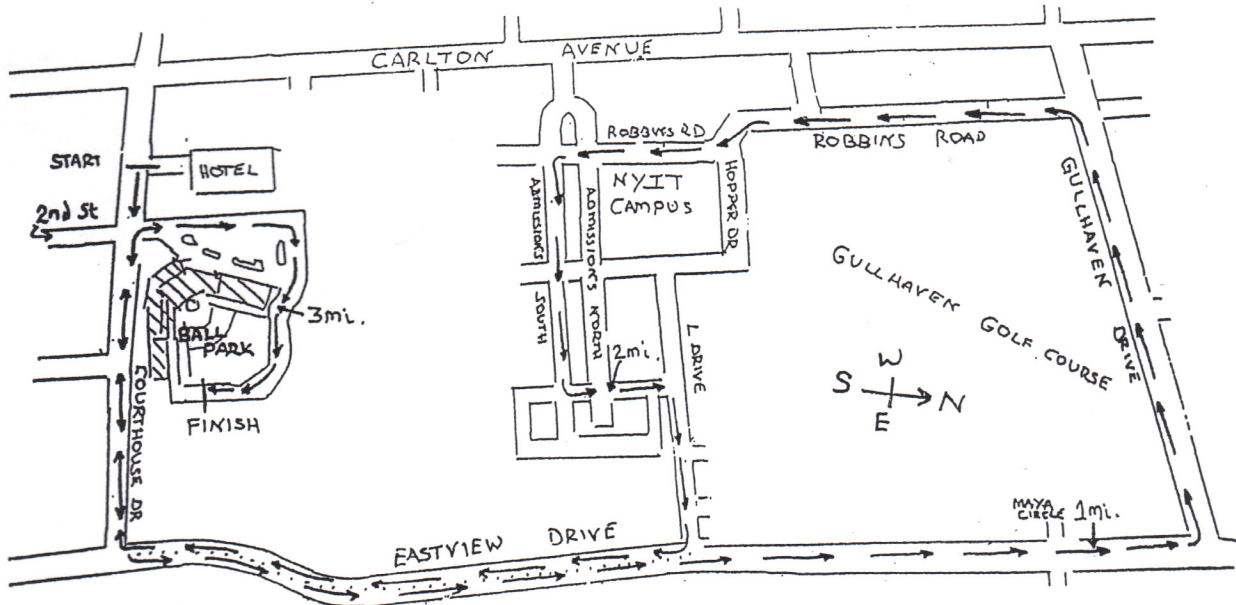 CARLTON AVENUE
START
HOTEL
2nd St
ROBBINS RD
ROBBINS ROAD
NYIT
CAMPUS
HOPPER DR
ADMISSIONS
SOUTH
ADMISSIONS NORTH
GULLHAVEN
DRIVE
GULLHAVEN
GOLF COURSE
3mi.
BALL
PARK
2mi.
L DRIVE
W
S N
E
COURTHOUSE DR
FINISH
MAYA
CIRCLE
1mi.
EASTVIEW DRIVE